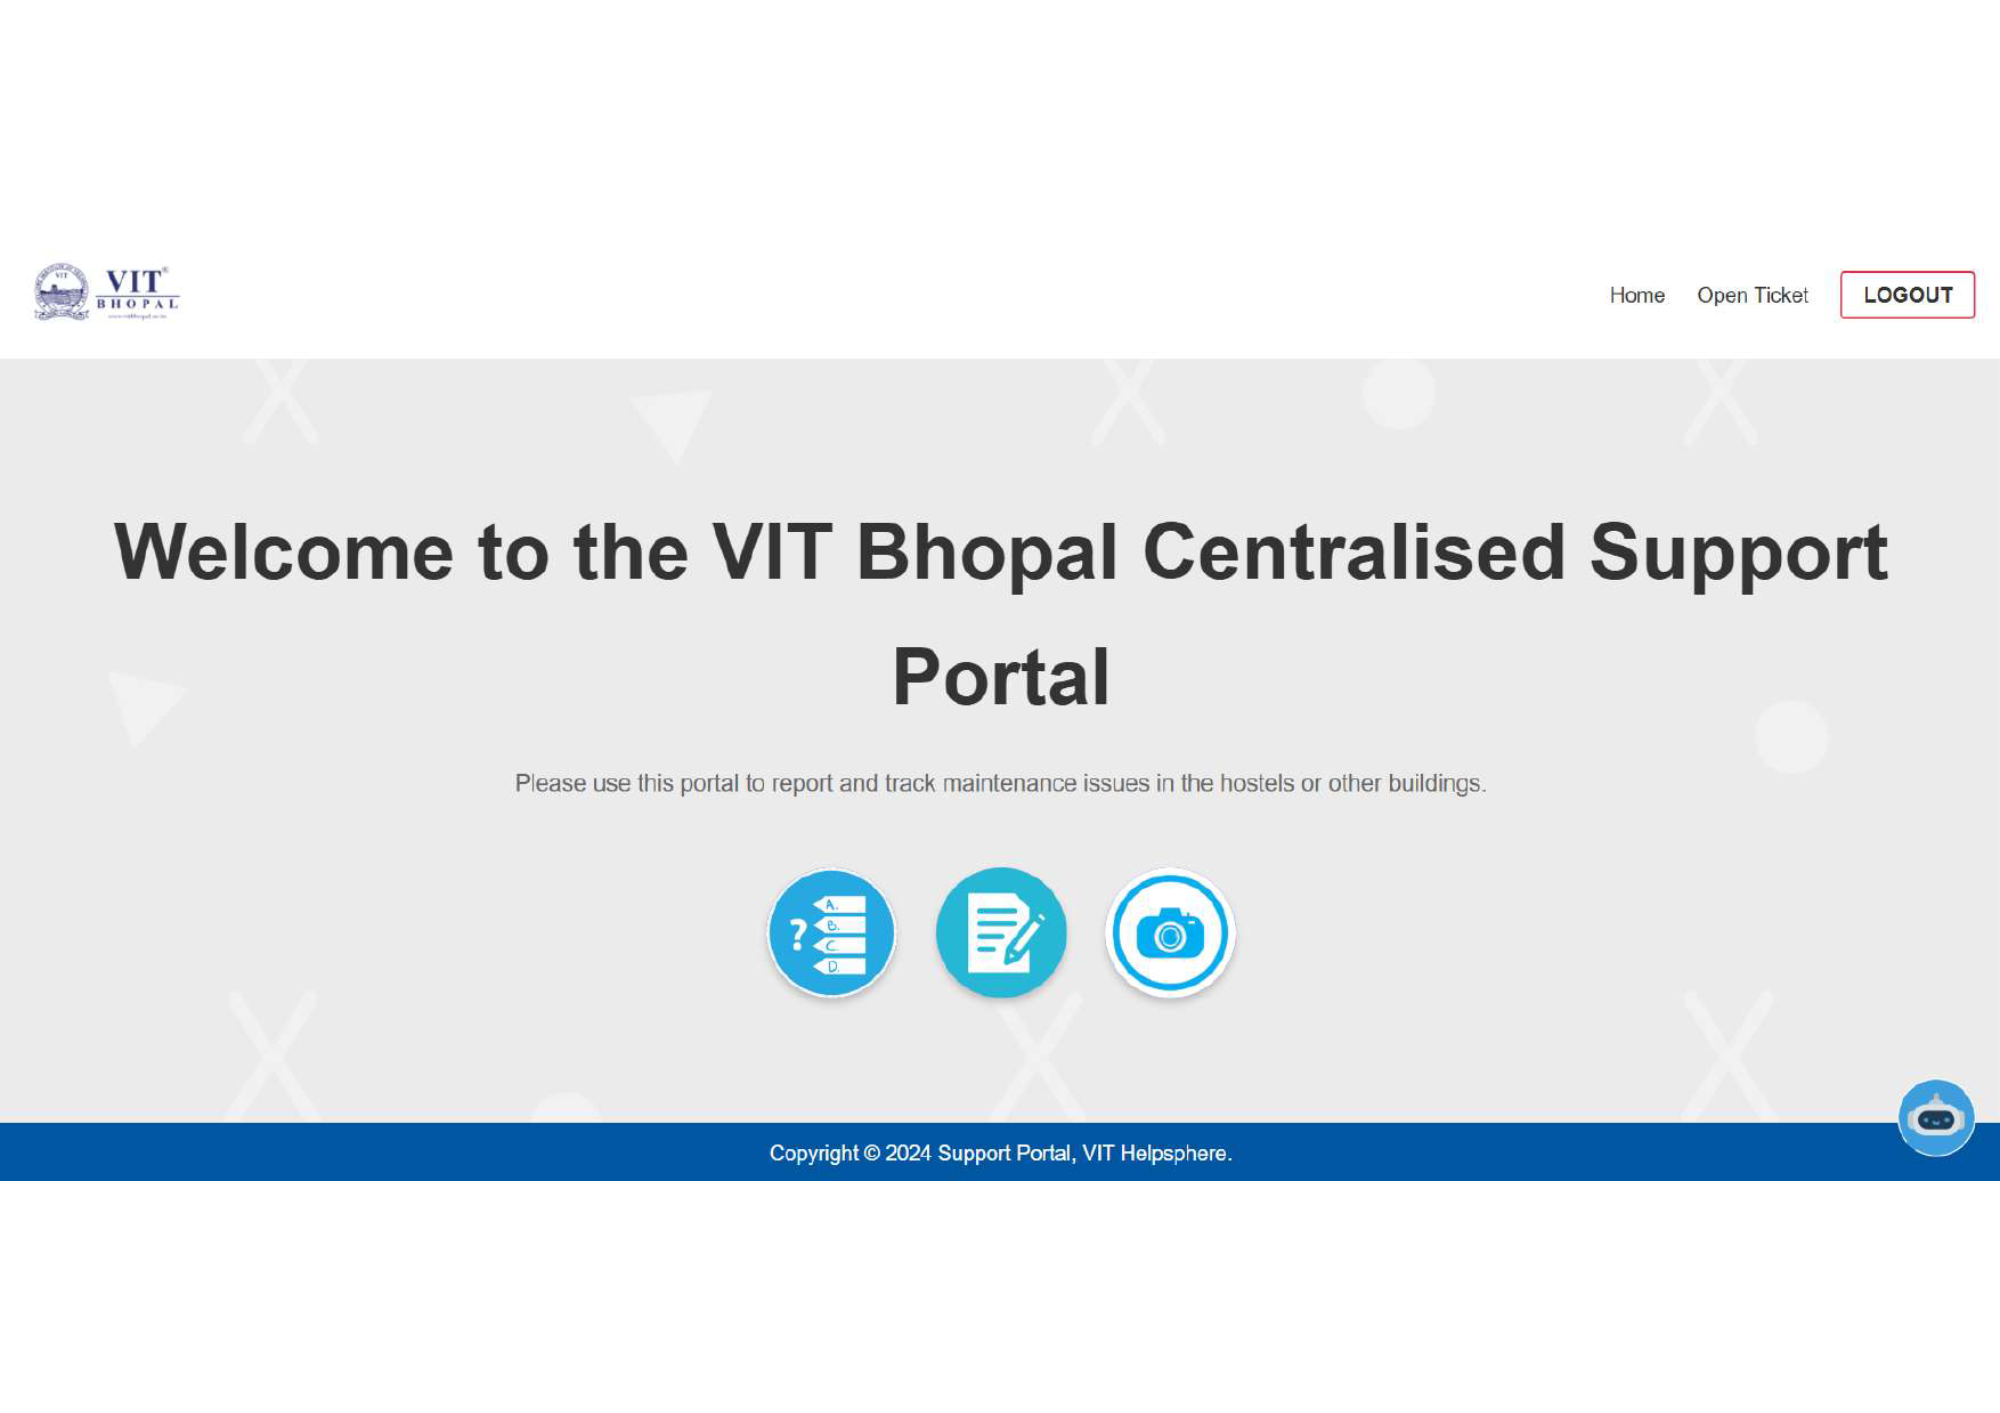 VIT
VIT®
BHOPAL
Home Open Ticket LOGOUT
Welcome to the VIT Bhopal Centralised Support
Portal
Please use this portal to report and track maintenance issues in the hostels or other buildings.
?
A.
B.
C.
D.
Copyright © 2024 Support Portal, VIT Helpsphere.